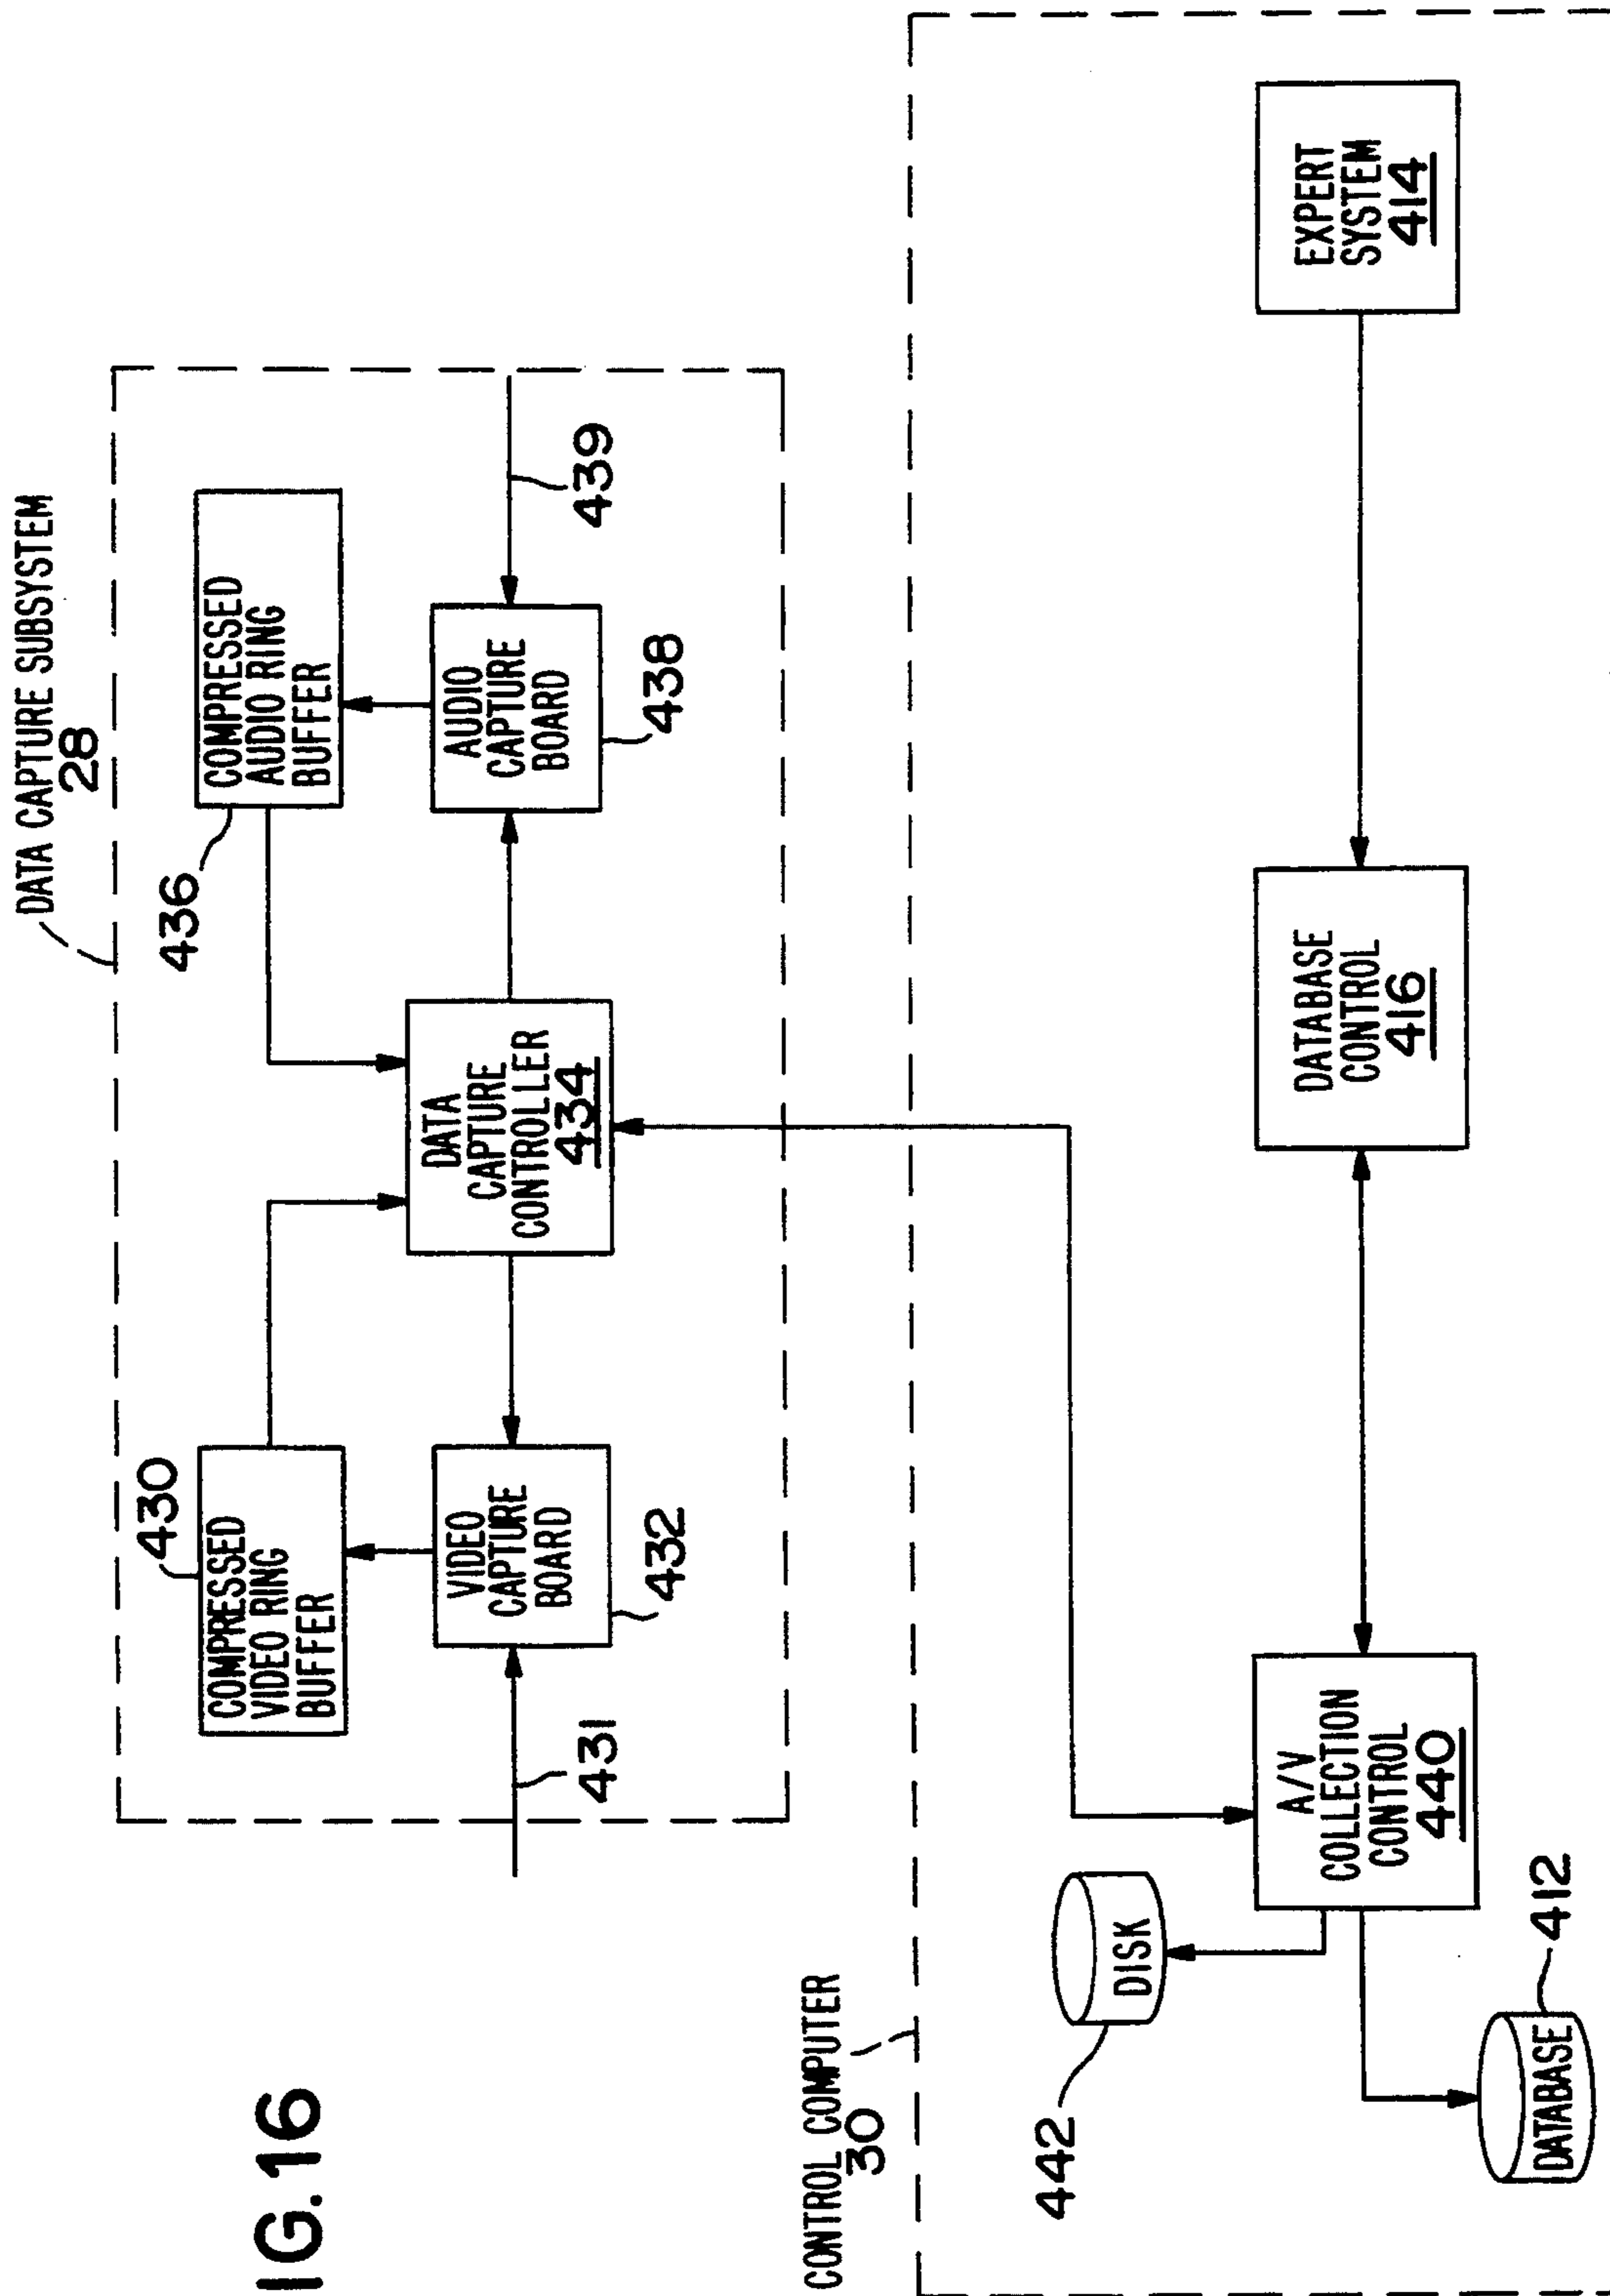 IG. 16
DATA CAPTURE SUBSYSTEM
28
430
COMPRESSED
VIDEO RING
BUFFER
436
COMPRESSED
AUDIO RING
BUFFER
431
VIDEO
CAPTURE
BOARD
432
DATA
CAPTURE
CONTROLLER
434
AUDIO
CAPTURE
BOARD
438
439
CONTROL COMPUTER
30
442
DISK
DATABASE
412
A/V
COLLECTION
CONTROL
440
DATABASE
CONTROL
416
EXPERT
SYSTEM
414